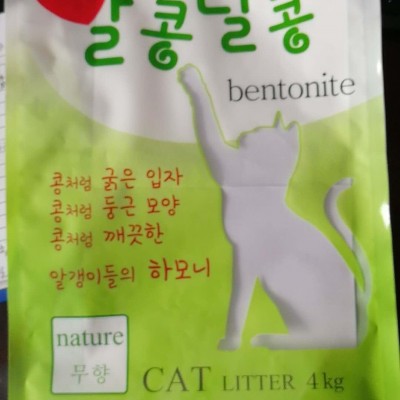 알콩달콩
bentonite
콩처럼 굵은 입자
콩처럼 둥근 모양
콩처럼 깨끗한
알갱이들의 하모니
nature
무향
CAT LITTER 4kg